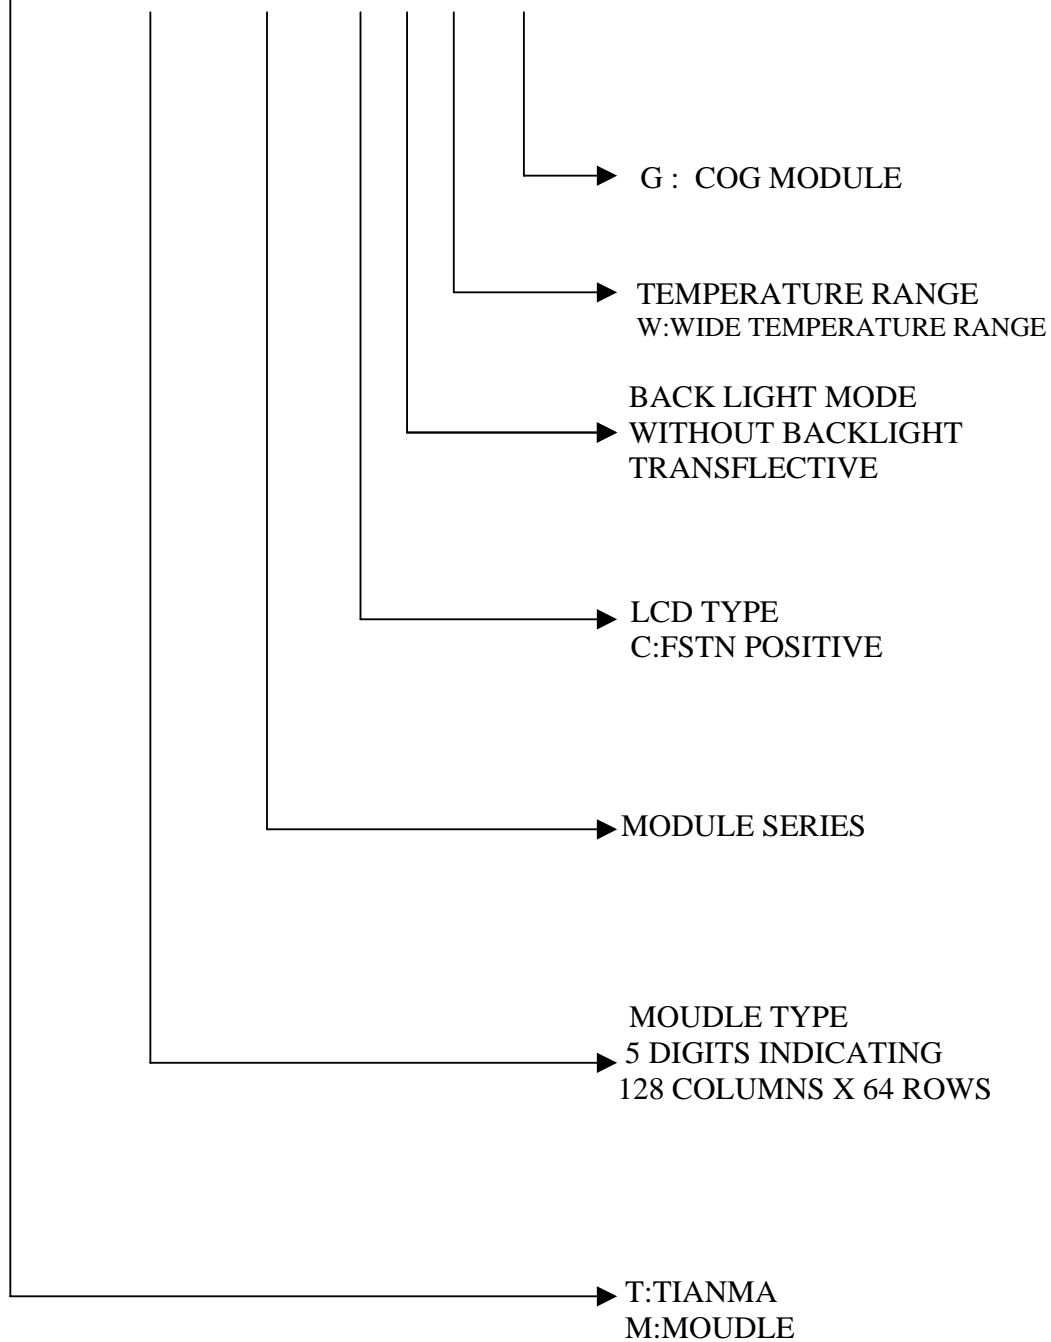 G : COG MODULE
TEMPERATURE RANGE
W:WIDE TEMPERATURE RANGE
BACK LIGHT MODE
WITHOUT BACKLIGHT
TRANSFLECTIVE
LCD TYPE
C:FSTN POSITIVE
MODULE SERIES
MOUDLE TYPE
5 DIGITS INDICATING
128 COLUMNS X 64 ROWS
T:TIANMA
M:MOUDLE